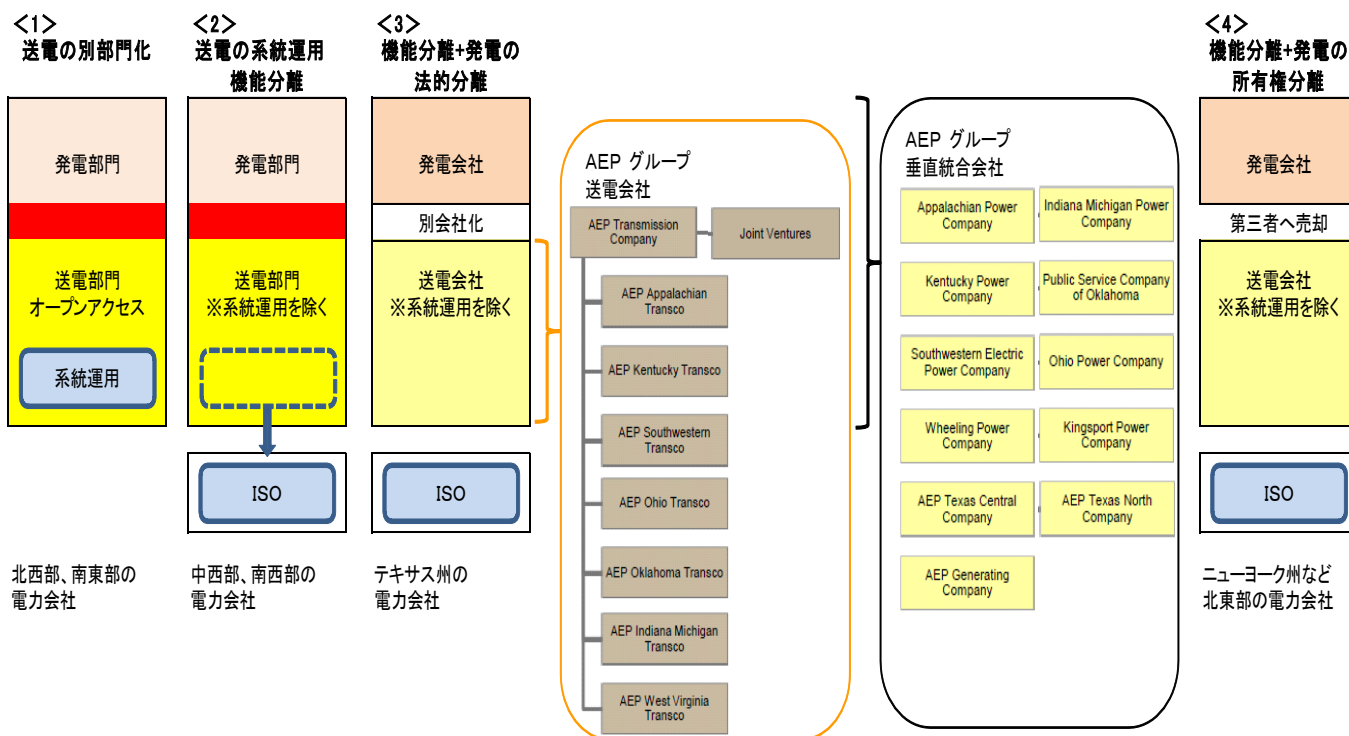 <1>
送電の別部門化
発電部門
送電部門
オープンアクセス
系統運用
北西部、南東部の
電力会社
<2>
送電の系統運用
機能分離
発電部門
送電部門
※系統運用を除く
ISO
中西部、南西部の
電力会社
<3>
機能分離+発電の
法的分離
発電会社
別会社化
送電会社
※系統運用を除く
ISO
テキサス州の
電力会社
AEP グループ
送電会社
AEP Transmission
Company
Joint Ventures
AEP Appalachian
Transco
AEP Kentucky Transco
AEP Southwestern
Transco
AEP Ohio Transco
AEP Oklahoma Transco
AEP Indiana Michigan
Transco
AEP West Virginia
Transco
AEP グループ
垂直統合会社
Appalachian Power
Company
Indiana Michigan Power
Company
Kentucky Power
Company
Public Service Company
of Oklahoma
Southwestern Electric
Power Company
Ohio Power Company
Wheeling Power
Company
Kingsport Power
Company
AEP Texas Central
Company
AEP Texas North
Company
AEP Generating
Company
<4>
機能分離+発電の
所有権分離
発電会社
第三者へ売却
送電会社
※系統運用を除く
ISO
ニューヨーク州など
北東部の電力会社